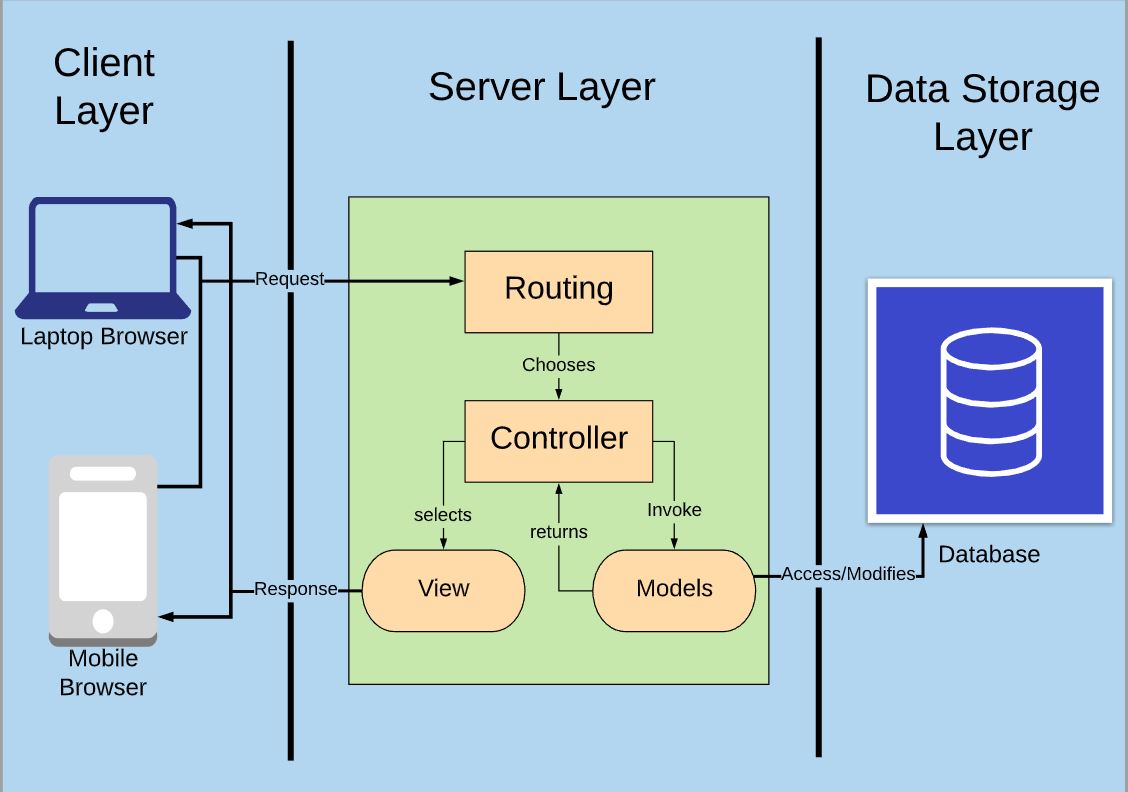 Client
Layer
Server Layer
Data Storage
Layer
Laptop Browser
Request
Routing
Chooses
Controller
selects
returns
Invoke
View
Models
Response
Access/Modifies
Database
Mobile
Browser